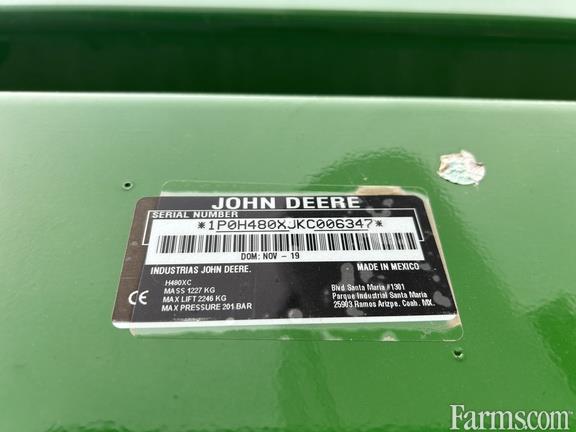 JOHN DEERE
SERIAL NUMBER
*1P0H480XJKC006347*
DOM: NOV - 19
INDUSTRIAS JOHN DEERE.
MADE IN MEXICO
H480XC
MASS 1227 KG
MAX LIFT 2246 KG
MAX PRESSURE 201 BAR
CE
Blvd Santa Maria #1301
Parque Industrial Santa Maria
25903 Ramos Arizpe. Coah. MX.
Farms.com®